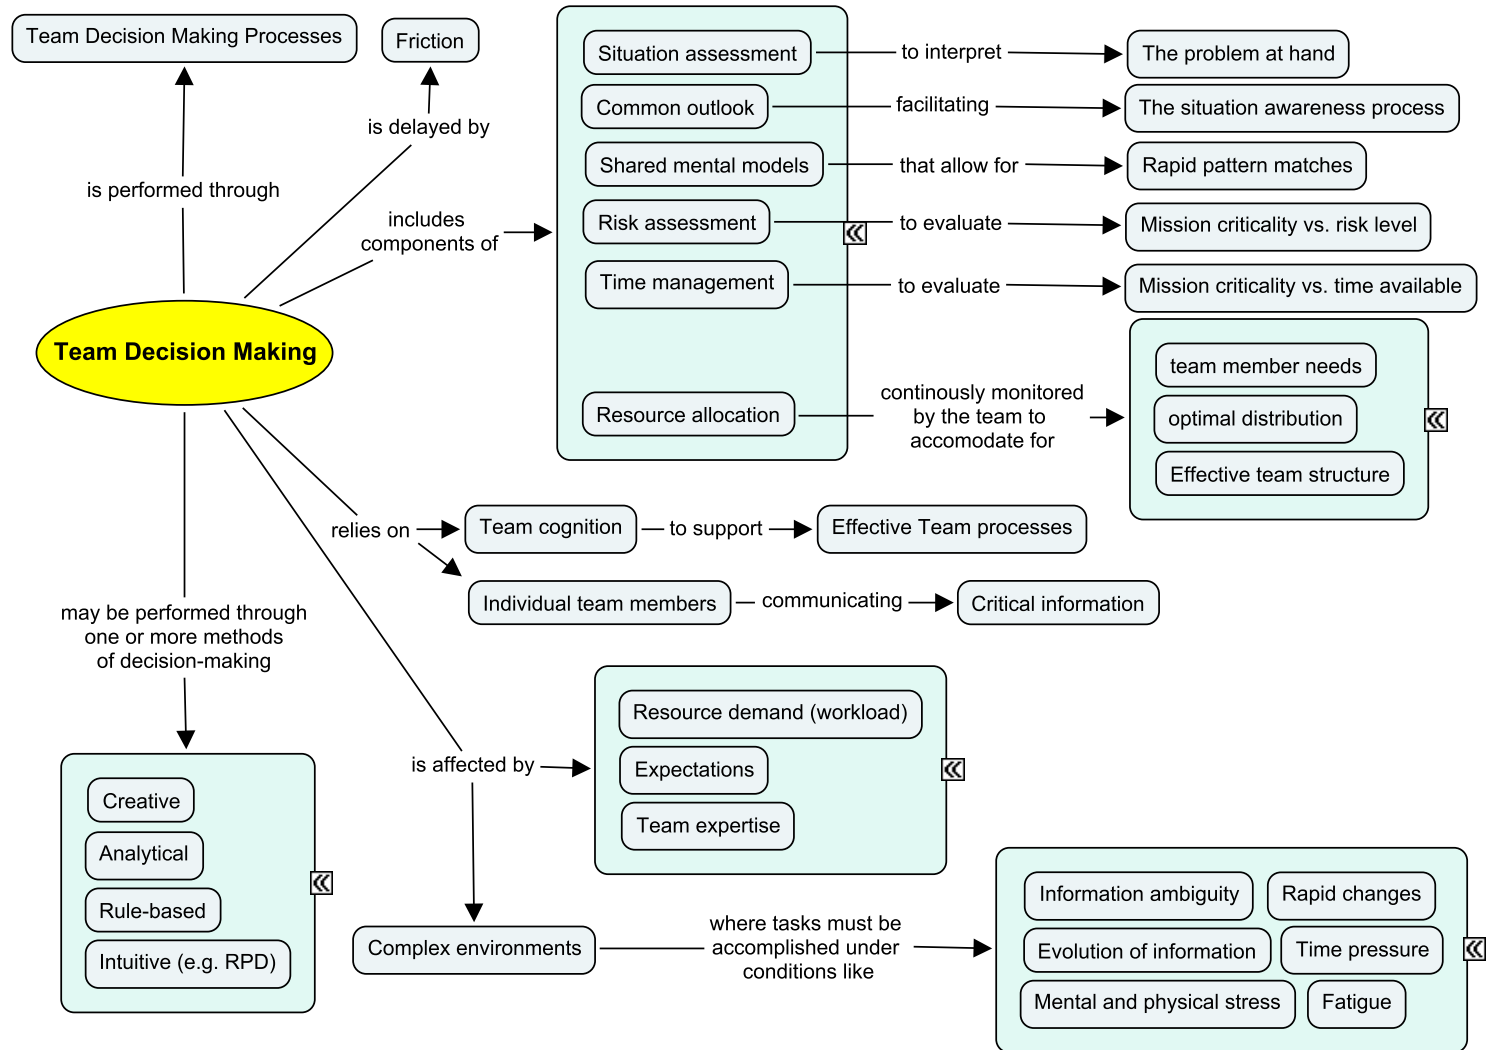 Team Decision Making Processes
Friction
is delayed by
is performed through
includes
components of
Team Decision Making
Situation assessment
to interpret
The problem at hand
Common outlook
facilitating
The situation awareness process
Shared mental models
that allow for
Rapid pattern matches
Risk assessment
to evaluate
Mission criticality vs. risk level
Time management
to evaluate
Mission criticality vs. time available
Resource allocation
continously monitored
by the team to
accomodate for
team member needs
optimal distribution
Effective team structure
relies on
Team cognition
to support
Effective Team processes
Individual team members
communicating
Critical information
may be performed through
one or more methods
of decision-making
Creative
Analytical
Rule-based
Intuitive (e.g. RPD)
is affected by
Resource demand (workload)
Expectations
Team expertise
Complex environments
where tasks must be
accomplished under
conditions like
Information ambiguity
Rapid changes
Evolution of information
Time pressure
Mental and physical stress
Fatigue